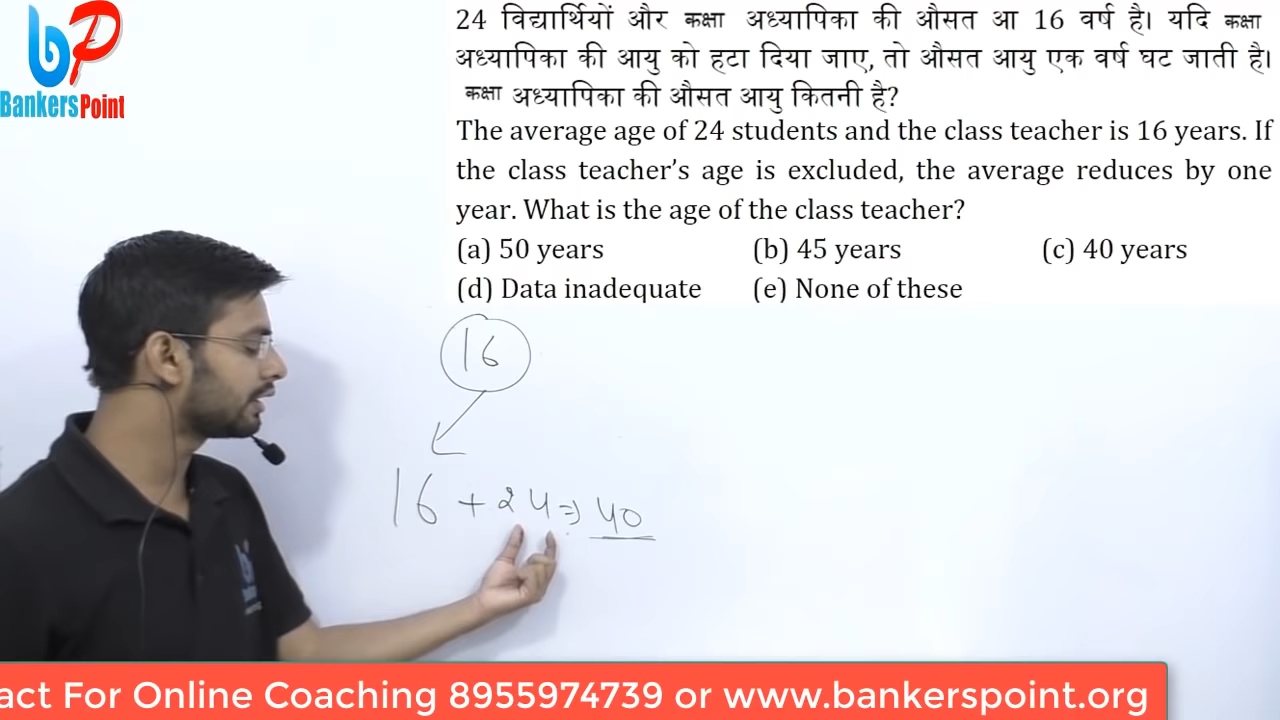 bp
BankersPoint
24 विद्यार्थियों और कक्षा अध्यापिका की औसत आ 16 वर्ष है। यदि कक्षा
अध्यापिका की आयु को हटा दिया जाए, तो औसत आयु एक वर्ष घट जाती है।
कक्षा अध्यापिका की औसत आयु कितनी है?
The average age of 24 students and the class teacher is 16 years. If
the class teacher’s age is excluded, the average reduces by one
year. What is the age of the class teacher?
(a) 50 years (b) 45 years (c) 40 years
(d) Data inadequate (e) None of these
16
16 + 24 => 40
act For Online Coaching 8955974739 or www.bankerspoint.org